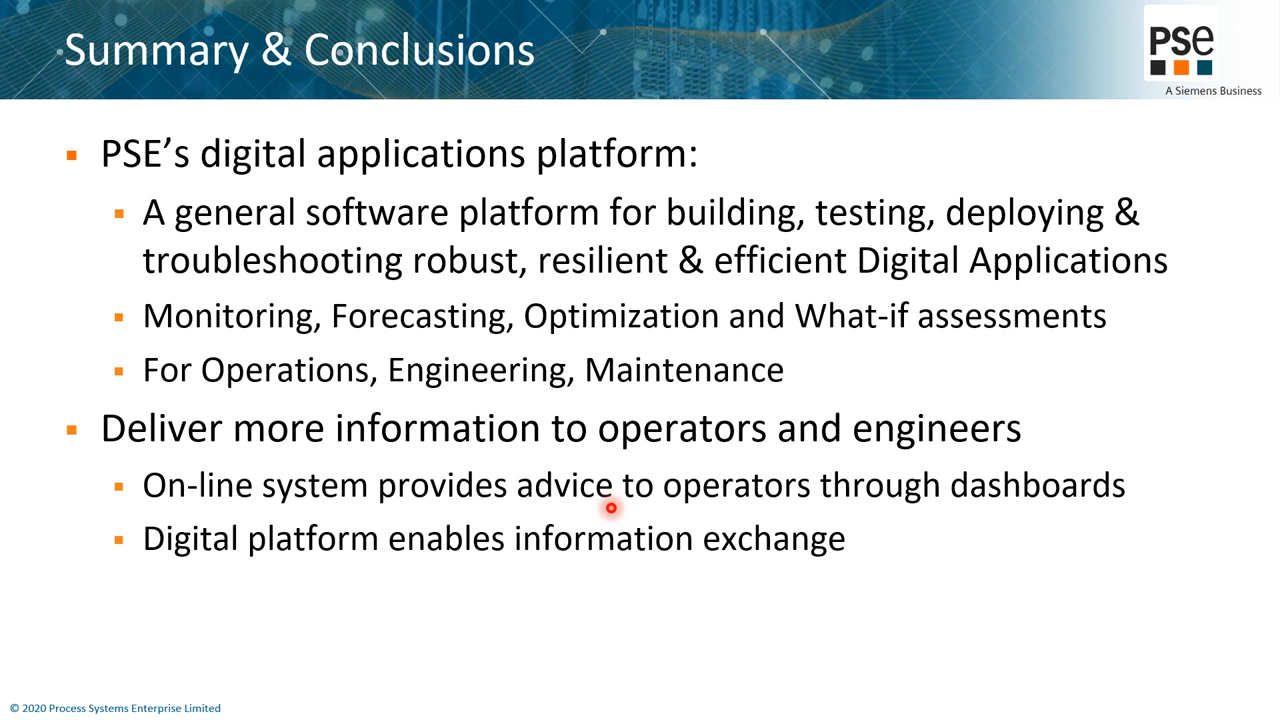 Summary & Conclusions
PSe
A Siemens Business
PSE’s digital applications platform:
A general software platform for building, testing, deploying &
troubleshooting robust, resilient & efficient Digital Applications
Monitoring, Forecasting, Optimization and What-if assessments
For Operations, Engineering, Maintenance
Deliver more information to operators and engineers
On-line system provides advice to operators through dashboards
Digital platform enables information exchange
© 2020 Process Systems Enterprise Limited